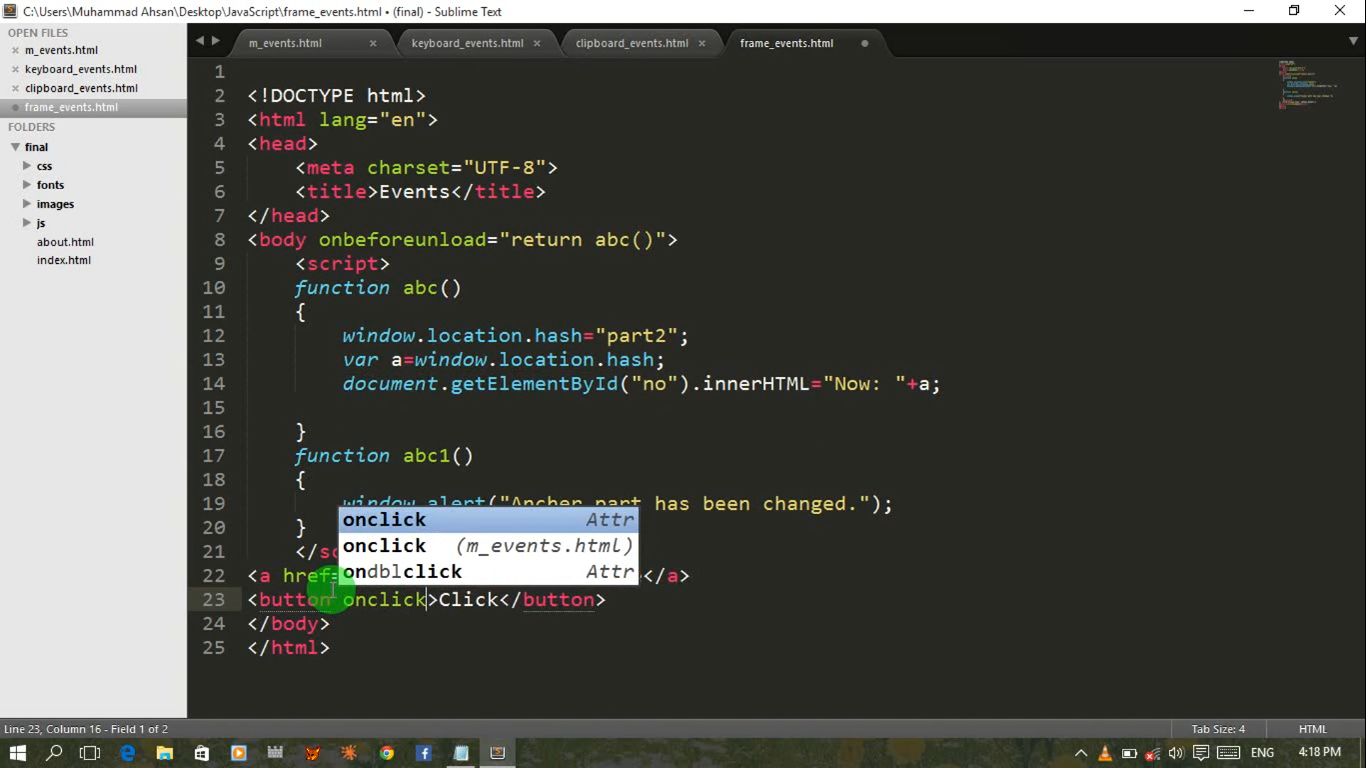 C:\Users\Muhammad Ahsan\Desktop\JavaScript\frame_events.html • (final) - Sublime Text
OPEN FILES
m_events.html
keyboard_events.html
clipboard_events.html
frame_events.html
FOLDERS
final
css
fonts
images
js
about.html
index.html
m_events.html keyboard_events.html clipboard_events.html frame_events.html
1
2 <!DOCTYPE html>
3 <html lang="en">
4 <head>
5 <meta charset="UTF-8">
6 <title>Events</title>
7 </head>
8 <body onbeforeunload="return abc()">
9 <script>
10 function abc()
11 {
12 window.location.hash="part2";
13 var a=window.location.hash;
14 document.getElementById("no").innerHTML="Now: "+a;
15
16 }
17 function abc1()
18 {
19 window.alert("Ancher part has been changed.");
20 }
21 </sc
onclick Attr
onclick (m_events.html)
ondblclick Attr
22 <a href= </a>
23 <button onclick>Click</button>
24 </body>
25 </html>
Line 23, Column 16 - Field 1 of 2
Tab Size: 4
HTML
ENG
4:18 PM